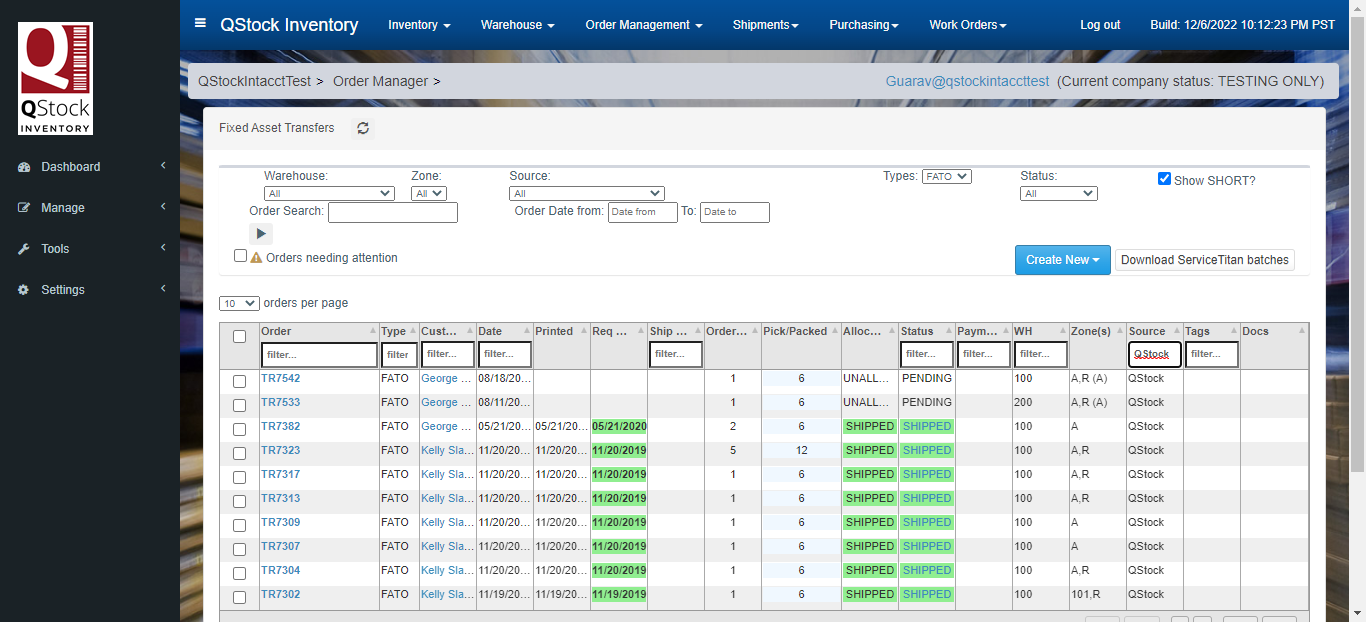 QStock Inventory Inventory Warehouse Order Management Shipments Purchasing Work Orders Log out Build: 12/6/2022 10:12:23 PM PST
Q
QStock
INVENTORY
QStockIntacctTest > Order Manager > Guarav@qstockintaccttest (Current company status: TESTING ONLY)
Dashboard
Manage
Tools
Settings
Fixed Asset Transfers
Warehouse: Zone: Source: Types: FATO Status: Show SHORT?
All All All All
Order Search: Order Date from: Date from To: Date to
Orders needing attention
Create New Download ServiceTitan batches
10 orders per page
Order Type Cust... Date Printed Req ... Ship ... Order... Pick/Packed Alloc... Status Paym... WH Zone(s) Source Tags Docs
filter... filter filter... filter... filter... filter... filter... filter... QStock filter...
TR7542 FATO George ... 08/18/20... 1 6 UNALL... PENDING 100 A,R (A) QStock
TR7533 FATO George ... 08/11/20... 1 6 UNALL... PENDING 200 A,R (A) QStock
TR7382 FATO George ... 05/21/20... 05/21/20... 05/21/2020 2 6 SHIPPED SHIPPED 100 A QStock
TR7323 FATO Kelly Sla... 11/20/20... 11/20/20... 11/20/2019 5 12 SHIPPED SHIPPED 100 A,R QStock
TR7317 FATO Kelly Sla... 11/20/20... 11/20/20... 11/20/2019 1 6 SHIPPED SHIPPED 100 A,R QStock
TR7313 FATO Kelly Sla... 11/20/20... 11/20/20... 11/20/2019 1 6 SHIPPED SHIPPED 100 A,R QStock
TR7309 FATO Kelly Sla... 11/20/20... 11/20/20... 11/20/2019 1 6 SHIPPED SHIPPED 100 A QStock
TR7307 FATO Kelly Sla... 11/20/20... 11/20/20... 11/20/2019 1 6 SHIPPED SHIPPED 100 A QStock
TR7304 FATO Kelly Sla... 11/20/20... 11/20/20... 11/20/2019 1 6 SHIPPED SHIPPED 100 A,R QStock
TR7302 FATO Kelly Sla... 11/19/20... 11/19/20... 11/19/2019 1 6 SHIPPED SHIPPED 100 101,R QStock